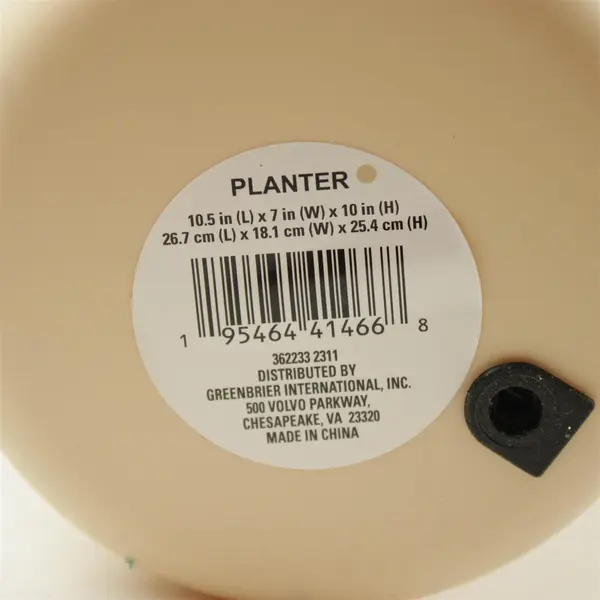 PLANTER
10.5 in (L) x 7 in (W) x 10 in (H)
26.7 cm (L) x 18.1 cm (W) x 25.4 cm (H)
1 95464 41466 8
362233 2311
DISTRIBUTED BY
GREENBRIER INTERNATIONAL, INC.
500 VOLVO PARKWAY,
CHESAPEAKE, VA 23320
MADE IN CHINA